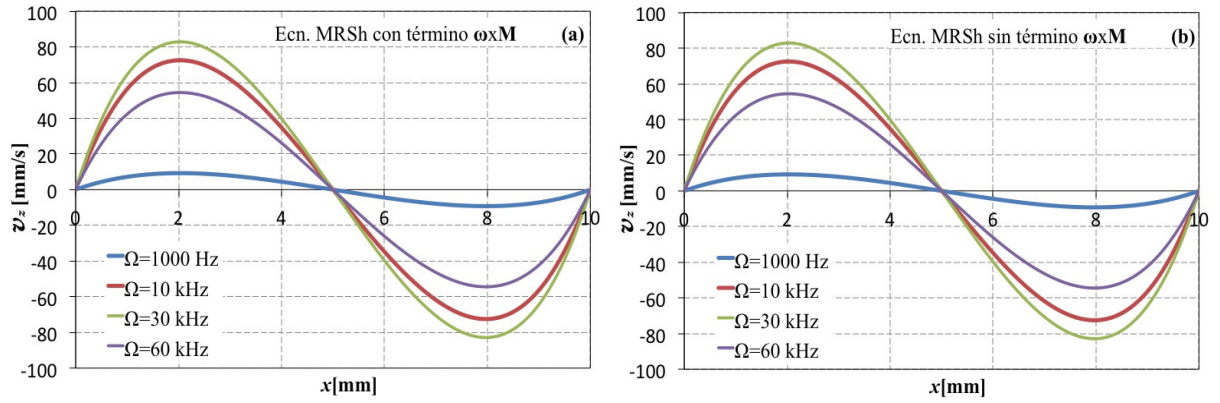 Ecn. MRSh con término ωxM (a)
100
80
60
40
20
0
-20
-40
-60
-80
-100
0 2 4 6 8 10
v_z [mm/s]
x[mm]
Ω=1000 Hz
Ω=10 kHz
Ω=30 kHz
Ω=60 kHz
Ecn. MRSh sin término ωxM (b)
100
80
60
40
20
0
-20
-40
-60
-80
-100
0 2 4 6 8 10
v_z [mm/s]
x[mm]
Ω=1000 Hz
Ω=10 kHz
Ω=30 kHz
Ω=60 kHz